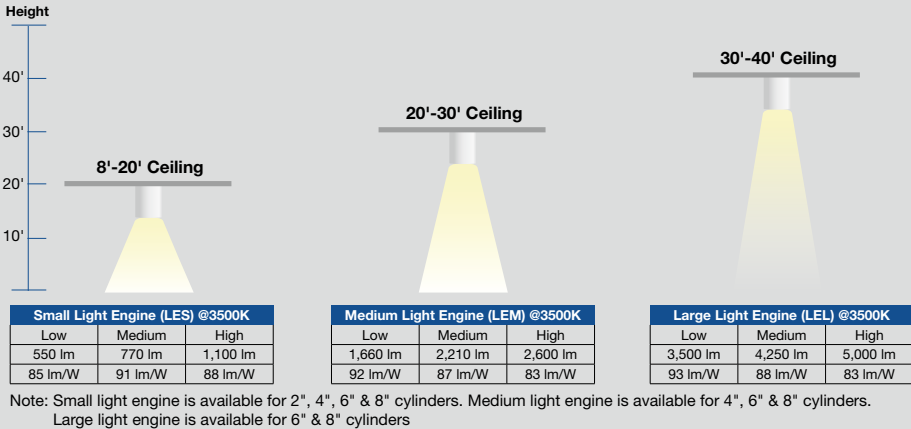 Height
40'
30'
20'
10'
8'-20' Ceiling
20'-30' Ceiling
30'-40' Ceiling
Small Light Engine (LES) @3500K
Low Medium High
550 lm 770 lm 1,100 lm
85 lm/W 91 lm/W 88 lm/W
Medium Light Engine (LEM) @3500K
Low Medium High
1,660 lm 2,210 lm 2,600 lm
92 lm/W 87 lm/W 83 lm/W
Large Light Engine (LEL) @3500K
Low Medium High
3,500 lm 4,250 lm 5,000 lm
93 lm/W 88 lm/W 83 lm/W
Note: Small light engine is available for 2", 4", 6" & 8" cylinders. Medium light engine is available for 4", 6" & 8" cylinders.
Large light engine is available for 6" & 8" cylinders